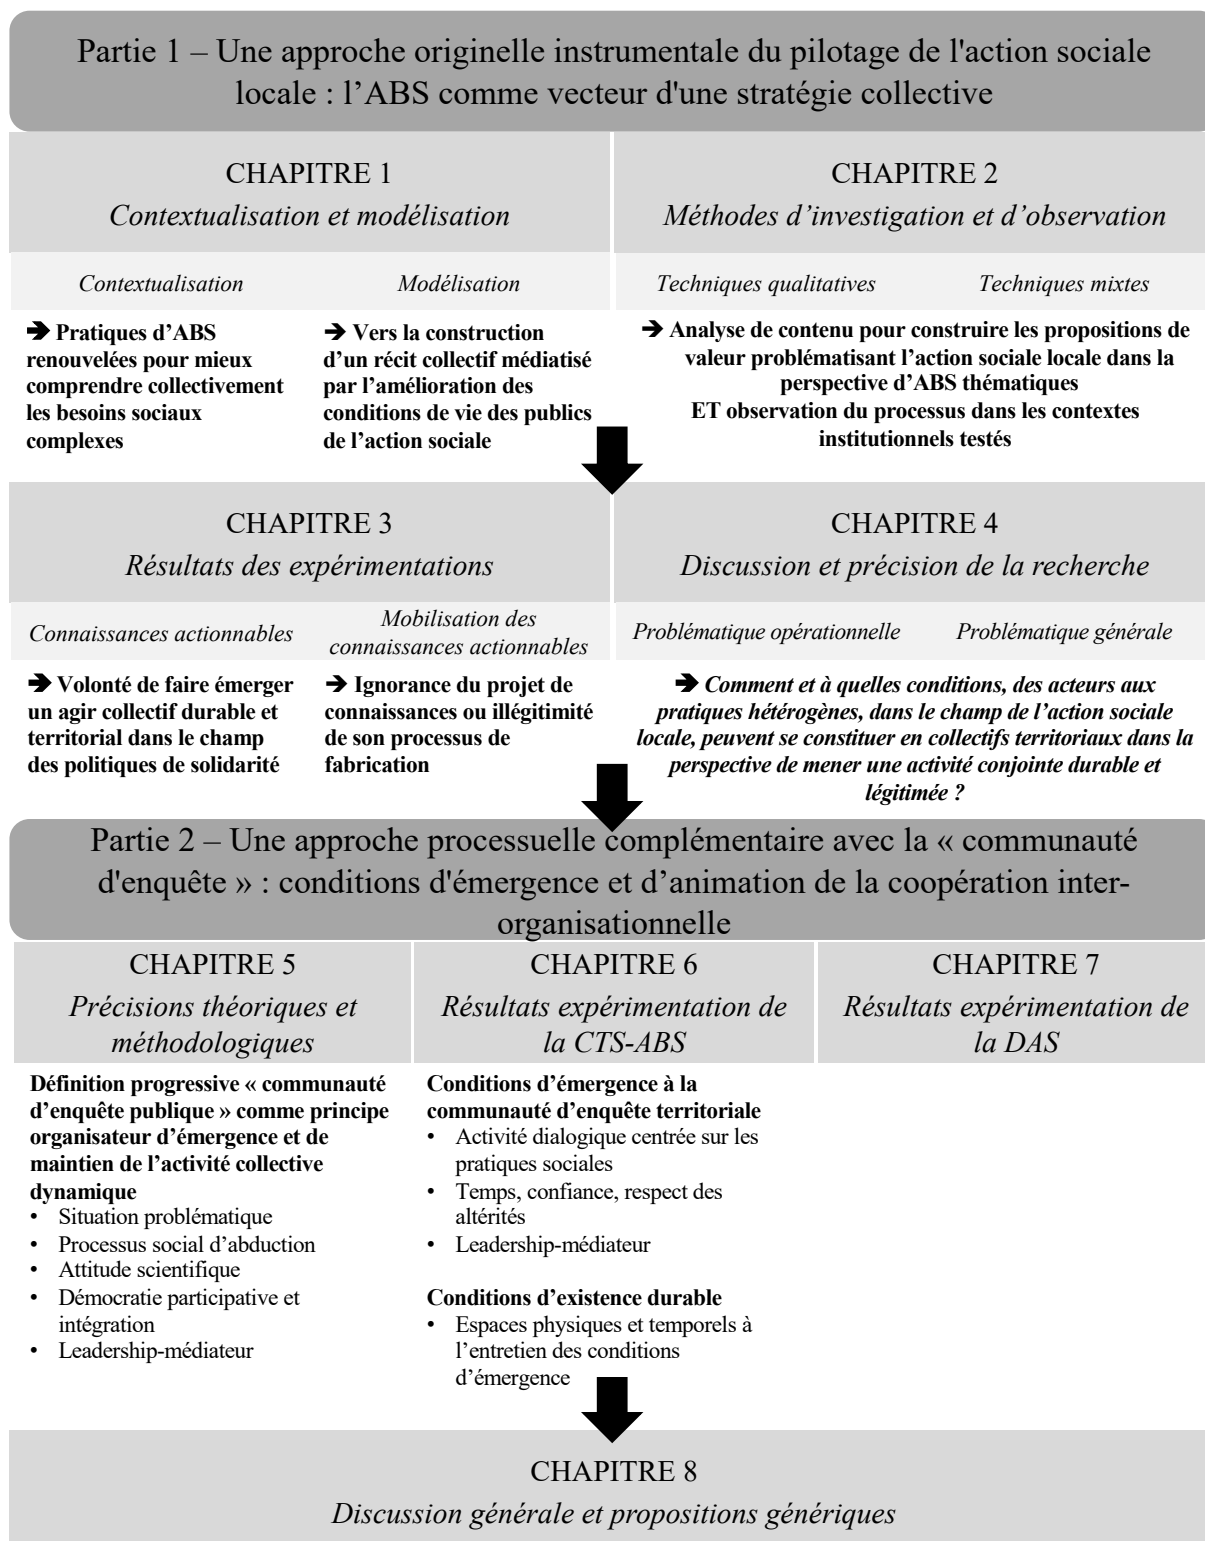 Partie 1 – Une approche originelle instrumentale du pilotage de l'action sociale
locale : l’ABS comme vecteur d'une stratégie collective
CHAPITRE 1
Contextualisation et modélisation
CHAPITRE 2
Méthodes d’investigation et d’observation
Contextualisation
Modélisation
Techniques qualitatives
Techniques mixtes
➔ Pratiques d’ABS
renouvelées pour mieux
comprendre collectivement
les besoins sociaux
complexes
➔ Vers la construction
d’un récit collectif médiatisé
par l’amélioration des
conditions de vie des publics
de l’action sociale
➔ Analyse de contenu pour construire les propositions de
valeur problématisant l’action sociale locale dans la
perspective d’ABS thématiques
ET observation du processus dans les contextes
institutionnels testés
CHAPITRE 3
Résultats des expérimentations
CHAPITRE 4
Discussion et précision de la recherche
Connaissances actionnables
Mobilisation des
connaissances actionnables
Problématique opérationnelle
Problématique générale
➔ Volonté de faire émerger
un agir collectif durable et
territorial dans le champ
des politiques de solidarité
➔ Ignorance du projet de
connaissances ou illégitimité
de son processus de
fabrication
➔ Comment et à quelles conditions, des acteurs aux
pratiques hétérogènes, dans le champ de l’action sociale
locale, peuvent se constituer en collectifs territoriaux dans la
perspective de mener une activité conjointe durable et
légitimée ?
Partie 2 – Une approche processuelle complémentaire avec la « communauté
d'enquête » : conditions d'émergence et d’animation de la coopération inter-
organisationnelle
CHAPITRE 5
Précisions théoriques et
méthodologiques
CHAPITRE 6
Résultats expérimentation de
la CTS-ABS
CHAPITRE 7
Résultats expérimentation de
la DAS
Définition progressive « communauté
d’enquête publique » comme principe
organisateur d’émergence et de
maintien de l’activité collective
dynamique
• Situation problématique
• Processus social d’abduction
• Attitude scientifique
• Démocratie participative et
intégration
• Leadership-médiateur
Conditions d’émergence à la
communauté d’enquête territoriale
• Activité dialogique centrée sur les
pratiques sociales
• Temps, confiance, respect des
altérités
• Leadership-médiateur
Conditions d’existence durable
• Espaces physiques et temporels à
l’entretien des conditions
d’émergence
CHAPITRE 8
Discussion générale et propositions génériques